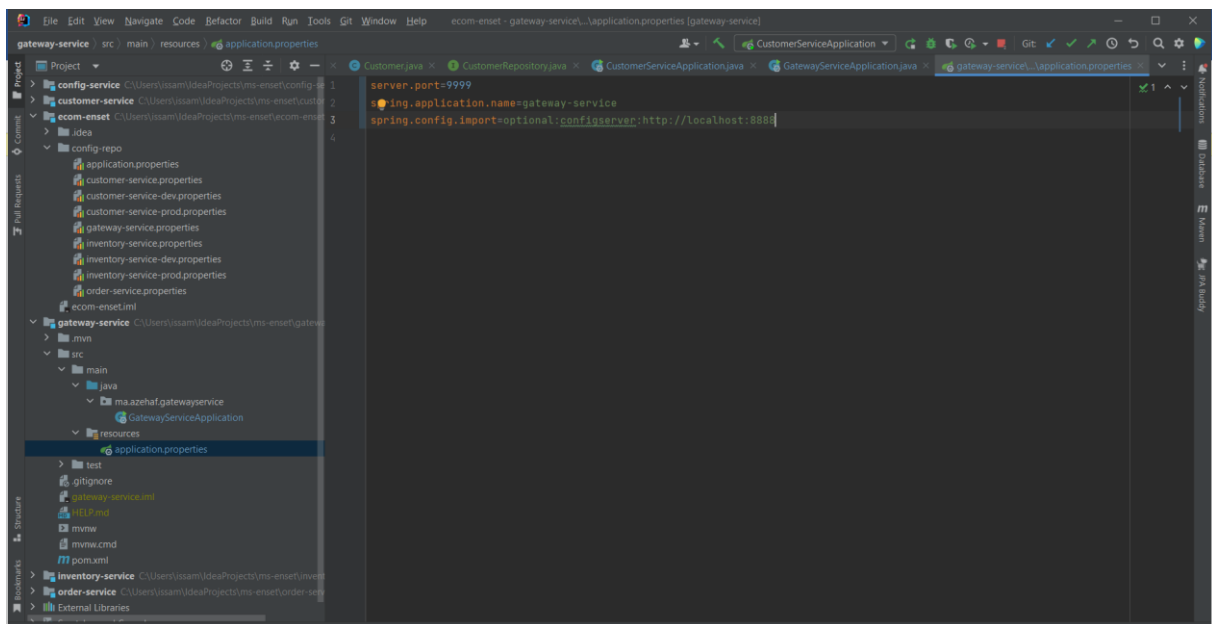 File Edit View Navigate Code Refactor Build Run Tools Git Window Help ecom-enset - gateway-service\...\application.properties [gateway-service]
gateway-service src main resources application.properties CustomerServiceApplication Git:
Project Customer.java CustomerRepository.java CustomerServiceApplication.java GatewayServiceApplication.java gateway-service\...\application.properties
config-service C:\Users\issam\IdeaProjects\ms-enset\config-se
customer-service C:\Users\issam\IdeaProjects\ms-enset\custo
ecom-enset C:\Users\issam\IdeaProjects\ms-enset\ecom-enset
.idea
config-repo
application.properties
customer-service.properties
customer-service-dev.properties
customer-service-prod.properties
gateway-service.properties
inventory-service.properties
inventory-service-dev.properties
inventory-service-prod.properties
order-service.properties
ecom-enset.iml
gateway-service C:\Users\issam\IdeaProjects\ms-enset\gatew
.mvn
src
main
java
ma.azehaf.gatewayservice
GatewayServiceApplication
resources
application.properties
test
.gitignore
gateway-service.iml
HELP.md
mvnw
mvnw.cmd
pom.xml
inventory-service C:\Users\issam\IdeaProjects\ms-enset\invent
order-service C:\Users\issam\IdeaProjects\ms-enset\order-serv
External Libraries
1 server.port=9999
2 spring.application.name=gateway-service
3 spring.config.import=optional:configserver:http://localhost:8888
4
1
Project
Commit
Pull Requests
Structure
Bookmarks
Notifications
Database
Maven
JPA Buddy